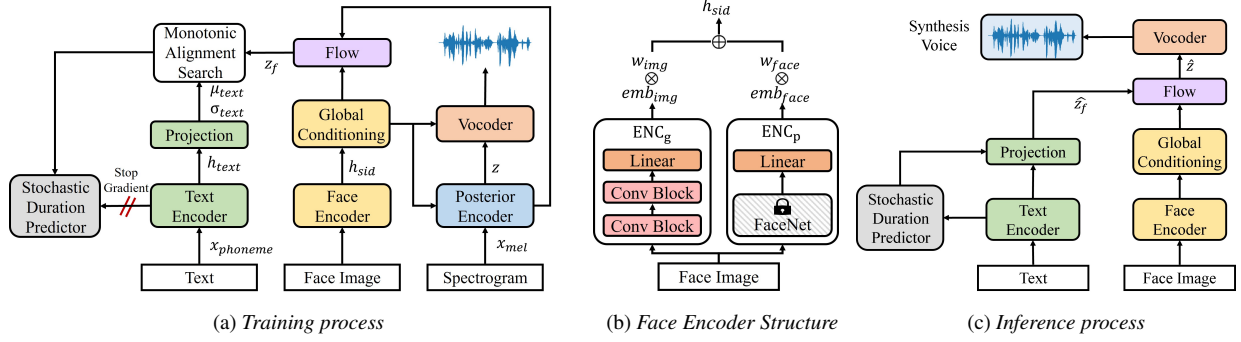 Monotonic
Alignment
Search
z_f
Flow
μ_text
σ_text
Projection
Global
Conditioning
Vocoder
h_text
h_sid
z
Stop
Gradient
Stochastic
Duration
Predictor
Text
Encoder
Face
Encoder
Posterior
Encoder
x_phoneme
x_mel
Text
Face Image
Spectrogram
(a) Training process
h_sid
⊕
w_img
w_face
⊗
⊗
emb_img
emb_face
ENC_g
ENC_p
Linear
Linear
Conv Block
Conv Block
FaceNet
Face Image
(b) Face Encoder Structure
Synthesis
Voice
Vocoder
ẑ
Flow
ẑ_f
Global
Conditioning
Projection
Stochastic
Duration
Predictor
Text
Encoder
Face
Encoder
Text
Face Image
(c) Inference process